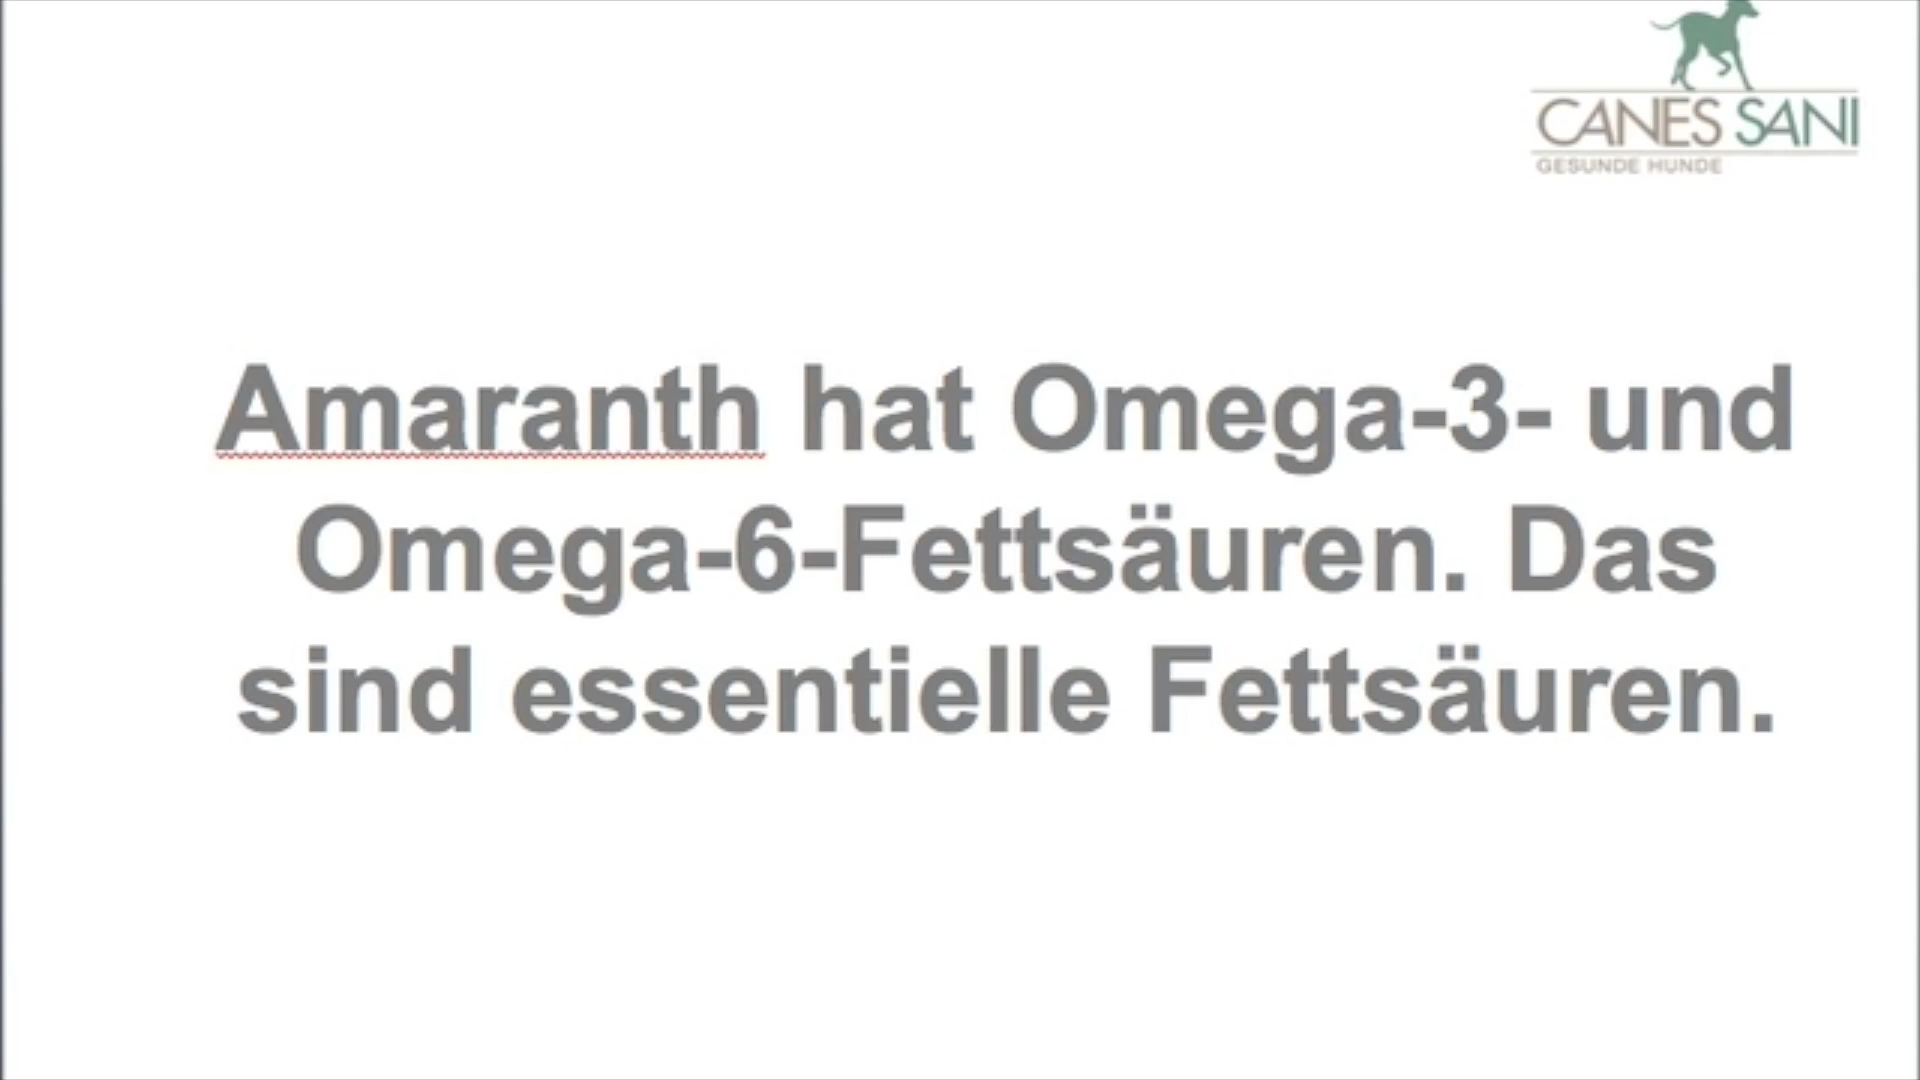 CANES SANI
GESUNDE HUNDE
Amaranth hat Omega-3- und
Omega-6-Fettsäuren. Das
sind essentielle Fettsäuren.